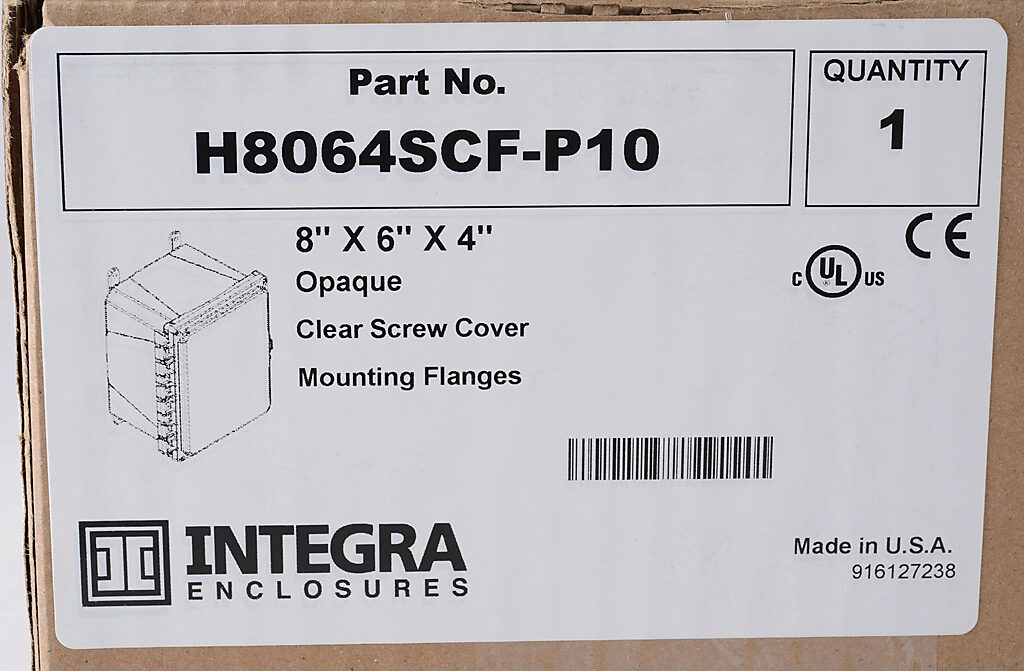 Part No.
H8064SCF-P10
QUANTITY
1
8" X 6" X 4"
Opaque
Clear Screw Cover
Mounting Flanges
CE
C UL US
INTEGRA
ENCLOSURES
Made in U.S.A.
916127238